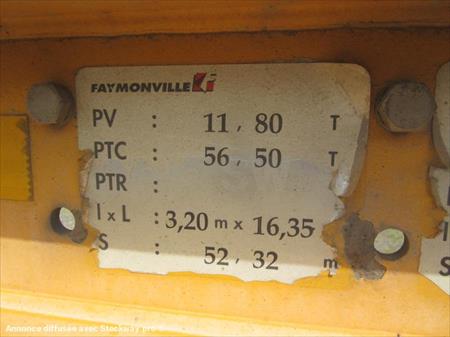 FAYMONVILLE
PV : 11,80 T
PTC : 56,50 T
PTR :
l x L : 3,20 m x 16,35
S : 52,32 m
Annonce diffusée avec Stockway pro